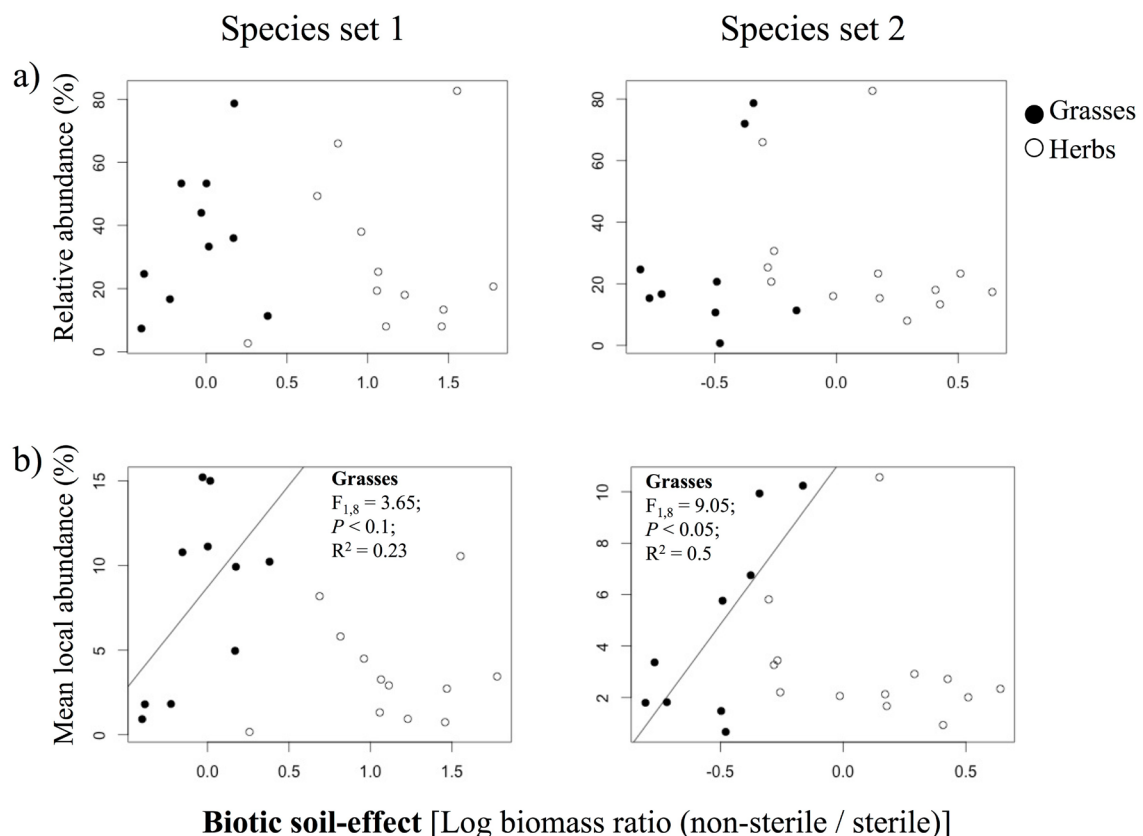 Species set 1
Species set 2
a)
Relative abundance (%)
80
60
40
20
0
0.0 0.5 1.0 1.5
80
60
40
20
0
-0.5 0.0 0.5
● Grasses
○ Herbs
b)
Mean local abundance (%)
15
10
5
0
Grasses
F1,8 = 3.65;
P < 0.1;
R² = 0.23
0.0 0.5 1.0 1.5
10
8
6
4
2
Grasses
F1,8 = 9.05;
P < 0.05;
R² = 0.5
-0.5 0.0 0.5
Biotic soil-effect [Log biomass ratio (non-sterile / sterile)]